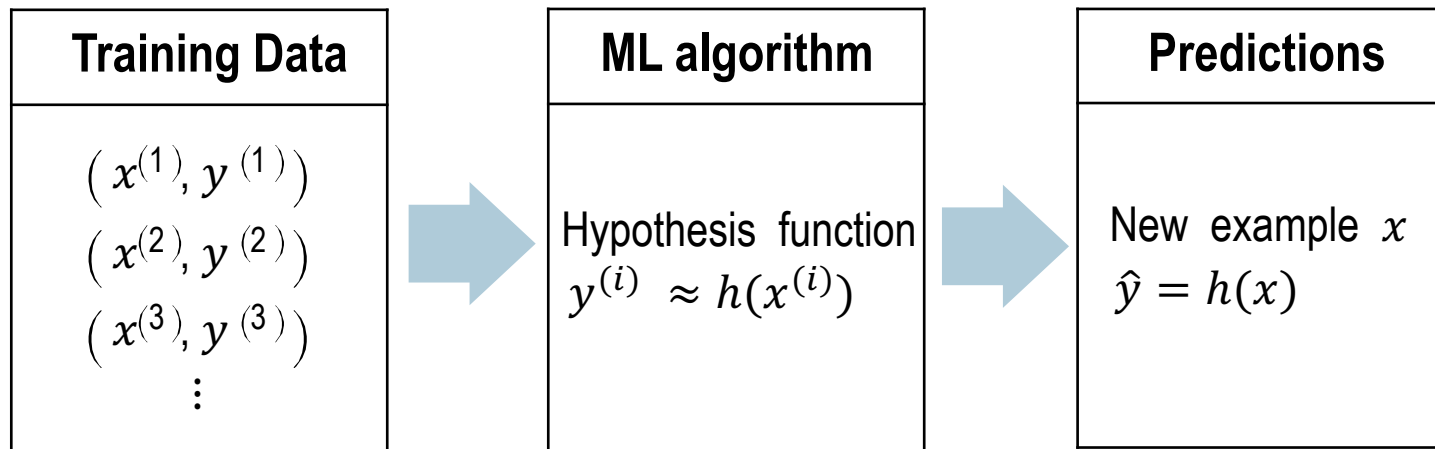 Training Data
( x⁽¹⁾, y ⁽¹⁾ )
( x⁽²⁾, y ⁽²⁾ )
( x⁽³⁾, y ⁽³⁾ )
⋮
ML algorithm
Hypothesis function
y⁽ⁱ⁾ ≈ h(x⁽ⁱ⁾)
Predictions
New example x
ŷ = h(x)